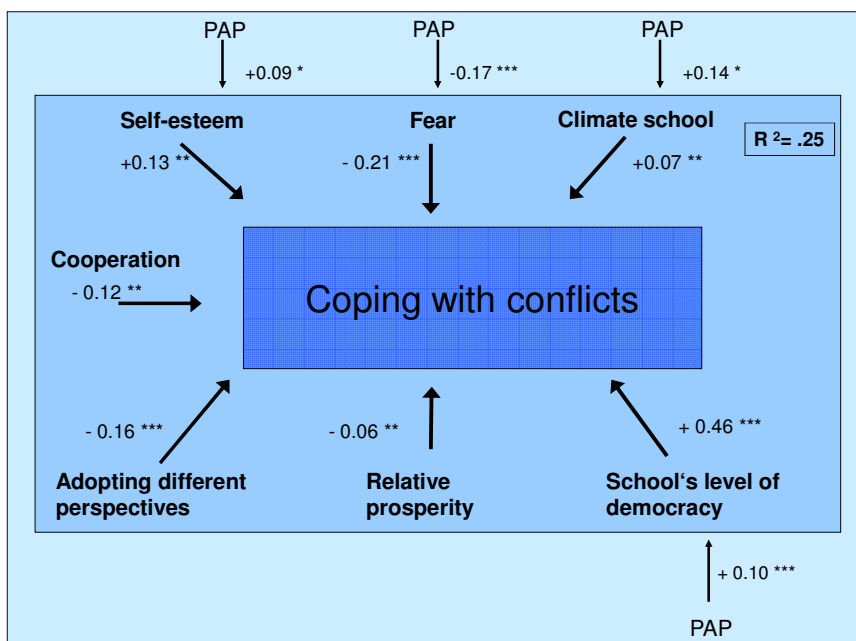 PAP PAP PAP
+0.09 * -0.17 *** +0.14 *
Self-esteem Fear Climate school
R ²= .25
+0.13 ** - 0.21 *** +0.07 **
Cooperation
- 0.12 **
Coping with conflicts
- 0.16 *** - 0.06 ** + 0.46 ***
Adopting different Relative School‘s level of
perspectives prosperity democracy
+ 0.10 ***
PAP